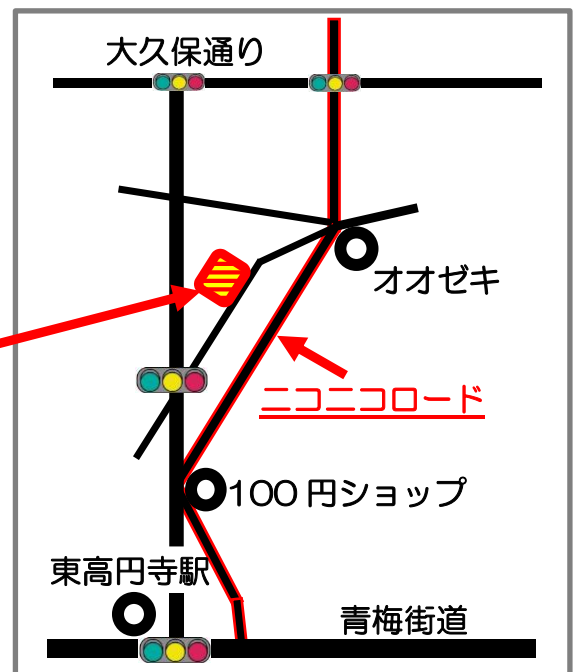 大久保通り
オオゼキ
ニコニコロード
100円ショップ
東高円寺駅
青梅街道